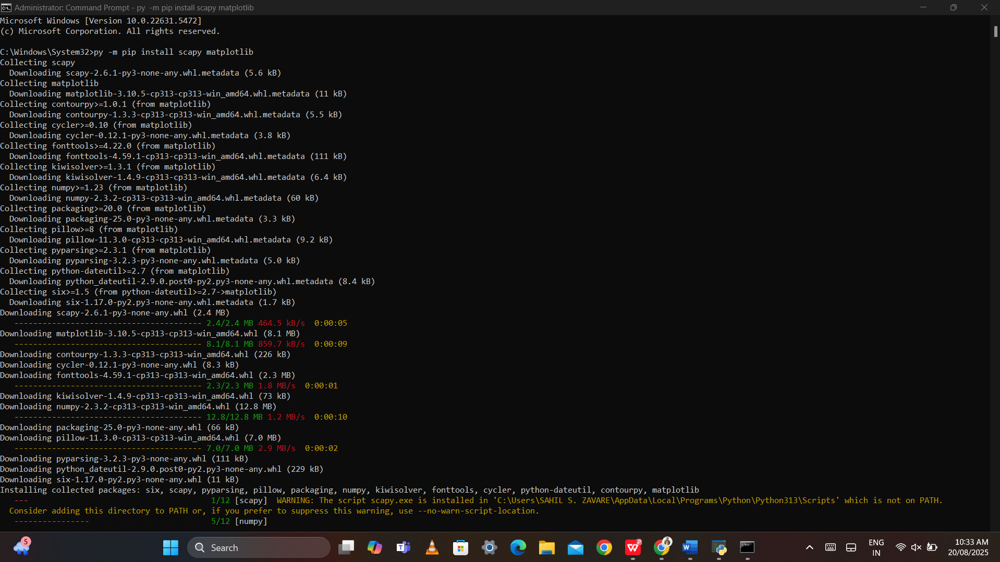 Administrator: Command Prompt - py  -m pip install scapy matplotlib
Microsoft Windows [Version 10.0.22631.5472]
(c) Microsoft Corporation. All rights reserved.
C:\Windows\System32>py -m pip install scapy matplotlib
Collecting scapy
  Downloading scapy-2.6.1-py3-none-any.whl.metadata (5.6 kB)
Collecting matplotlib
  Downloading matplotlib-3.10.5-cp313-cp313-win_amd64.whl.metadata (11 kB)
Collecting contourpy>=1.0.1 (from matplotlib)
  Downloading contourpy-1.3.3-cp313-cp313-win_amd64.whl.metadata (5.5 kB)
Collecting cycler>=0.10 (from matplotlib)
  Downloading cycler-0.12.1-py3-none-any.whl.metadata (3.8 kB)
Collecting fonttools>=4.22.0 (from matplotlib)
  Downloading fonttools-4.59.1-cp313-cp313-win_amd64.whl.metadata (111 kB)
Collecting kiwisolver>=1.3.1 (from matplotlib)
  Downloading kiwisolver-1.4.9-cp313-cp313-win_amd64.whl.metadata (6.4 kB)
Collecting numpy>=1.23 (from matplotlib)
  Downloading numpy-2.3.2-cp313-cp313-win_amd64.whl.metadata (60 kB)
Collecting packaging>=20.0 (from matplotlib)
  Downloading packaging-25.0-py3-none-any.whl.metadata (3.3 kB)
Collecting pillow>=8 (from matplotlib)
  Downloading pillow-11.3.0-cp313-cp313-win_amd64.whl.metadata (9.2 kB)
Collecting pyparsing>=2.3.1 (from matplotlib)
  Downloading pyparsing-3.2.3-py3-none-any.whl.metadata (5.0 kB)
Collecting python-dateutil>=2.7 (from matplotlib)
  Downloading python_dateutil-2.9.0.post0-py2.py3-none-any.whl.metadata (8.4 kB)
Collecting six>=1.5 (from python-dateutil>=2.7->matplotlib)
  Downloading six-1.17.0-py2.py3-none-any.whl.metadata (1.7 kB)
Downloading scapy-2.6.1-py3-none-any.whl (2.4 MB)
   ---------------------------------------- 2.4/2.4 MB 464.5 kB/s  0:00:05
Downloading matplotlib-3.10.5-cp313-cp313-win_amd64.whl (8.1 MB)
   ---------------------------------------- 8.1/8.1 MB 859.7 kB/s  0:00:09
Downloading contourpy-1.3.3-cp313-cp313-win_amd64.whl (226 kB)
Downloading cycler-0.12.1-py3-none-any.whl (8.3 kB)
Downloading fonttools-4.59.1-cp313-cp313-win_amd64.whl (2.3 MB)
   ---------------------------------------- 2.3/2.3 MB 1.8 MB/s  0:00:01
Downloading kiwisolver-1.4.9-cp313-cp313-win_amd64.whl (73 kB)
Downloading numpy-2.3.2-cp313-cp313-win_amd64.whl (12.8 MB)
   ---------------------------------------- 12.8/12.8 MB 1.2 MB/s  0:00:10
Downloading packaging-25.0-py3-none-any.whl (66 kB)
Downloading pillow-11.3.0-cp313-cp313-win_amd64.whl (7.0 MB)
   ---------------------------------------- 7.0/7.0 MB 2.9 MB/s  0:00:02
Downloading pyparsing-3.2.3-py3-none-any.whl (111 kB)
Downloading python_dateutil-2.9.0.post0-py2.py3-none-any.whl (229 kB)
Downloading six-1.17.0-py2.py3-none-any.whl (11 kB)
Installing collected packages: six, scapy, pyparsing, pillow, packaging, numpy, kiwisolver, fonttools, cycler, python-dateutil, contourpy, matplotlib
   ---                                       1/12 [scapy]  WARNING: The script scapy.exe is installed in 'C:\Users\SAHIL S. ZAVARE\AppData\Local\Programs\Python\Python313\Scripts' which is not on PATH.
  Consider adding this directory to PATH or, if you prefer to suppress this warning, use --no-warn-script-location.
   ----------------                          5/12 [numpy]
5
Search
ENG
IN
10:33 AM
20/08/2025